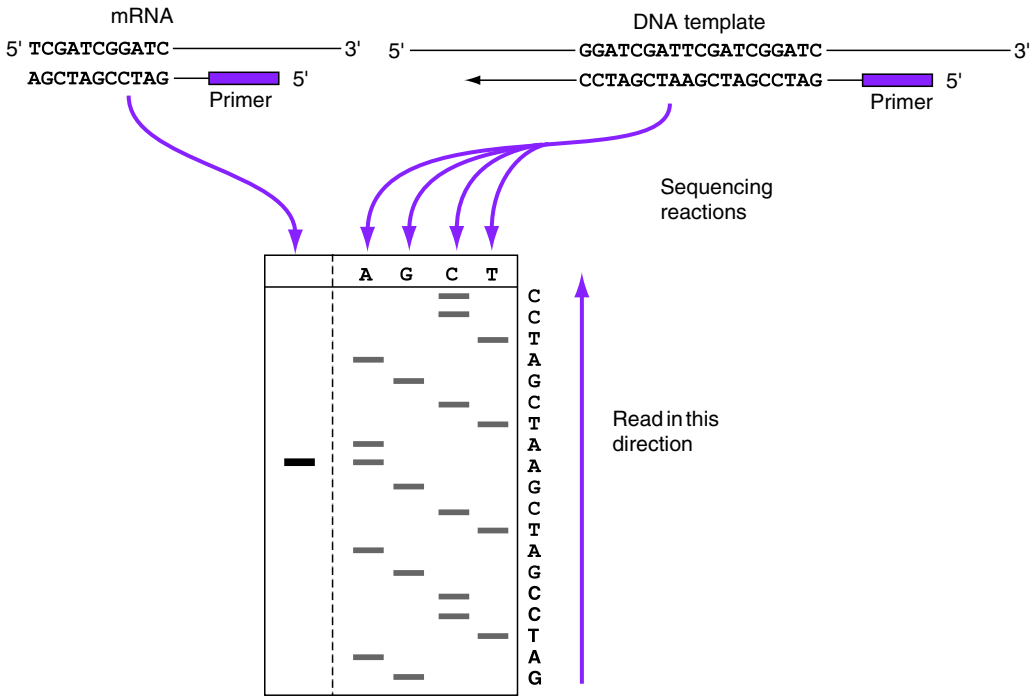 mRNA
5' TCGATCGGATC 3'
AGCTAGCCTAG 5'
Primer
DNA template
5' GGATCGATTCGATCGGATC 3'
CCTAGCTAAGCTAGCCTAG 5'
Primer
Sequencing
reactions
A G C T
C
C
T
A
G
C
T
A
A
G
C
T
A
G
C
C
T
A
G
Read in this
direction